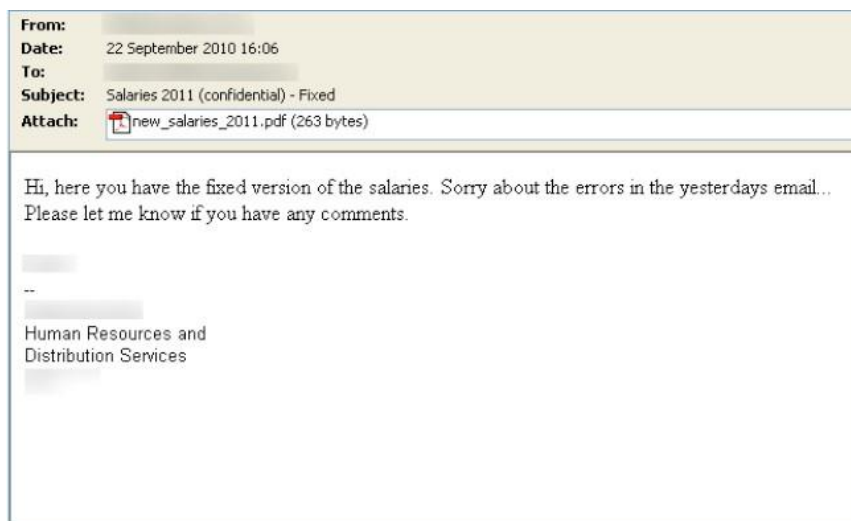 From:
Date: 22 September 2010 16:06
To:
Subject: Salaries 2011 (confidential) - Fixed
Attach: new_salaries_2011.pdf (263 bytes)
Hi, here you have the fixed version of the salaries. Sorry about the errors in the yesterdays email...
Please let me know if you have any comments.
--
Human Resources and
Distribution Services